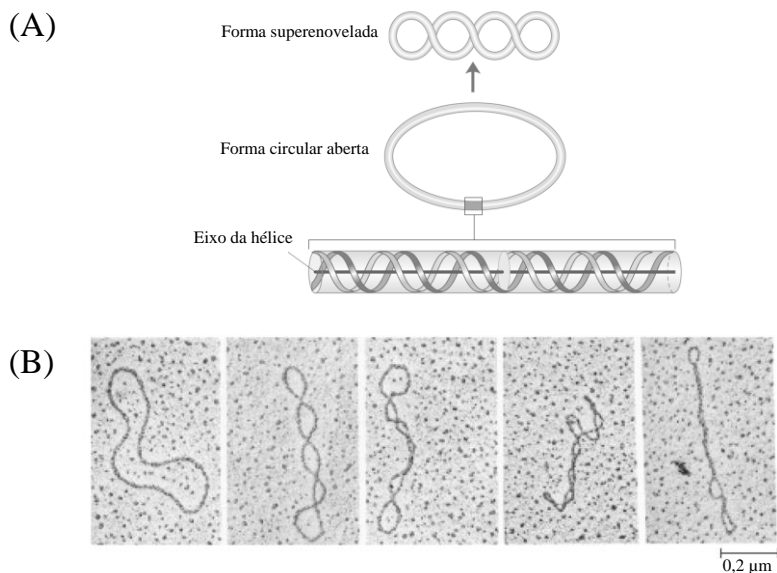 (A)
Forma superenovelada
Forma circular aberta
Eixo da hélice
(B)
0,2 µm